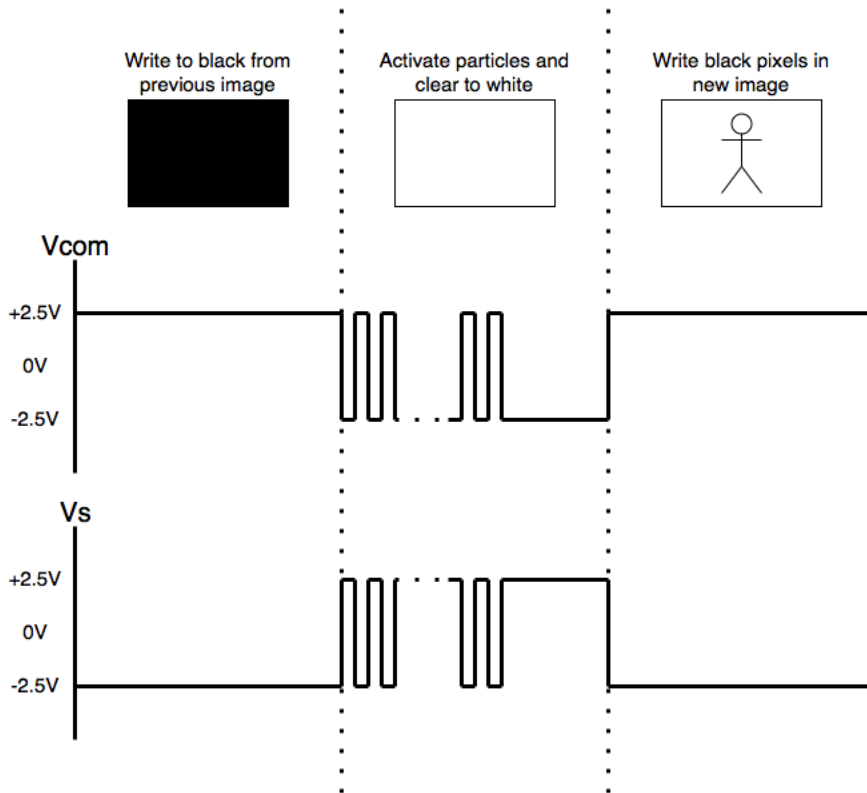 Write to black from
previous image
Activate particles and
clear to white
Write black pixels in
new image
Vcom
+2.5V
0V
-2.5V
Vs
+2.5V
0V
-2.5V